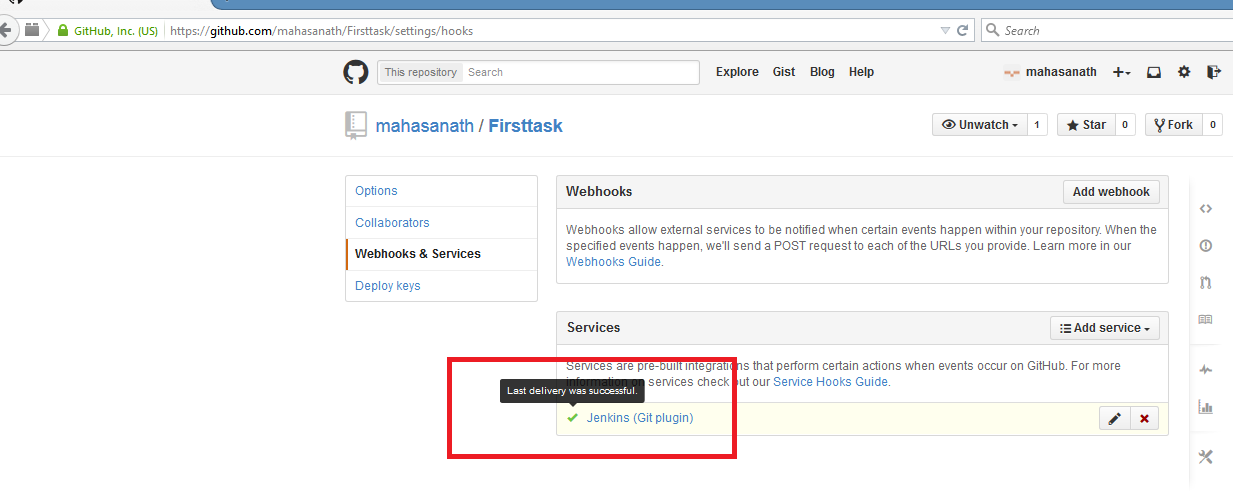 GitHub, Inc. (US) https://github.com/mahasanath/Firsttask/settings/hooks Search
This repository Search Explore Gist Blog Help mahasanath
mahasanath / Firsttask Unwatch 1 Star 0 Fork 0
Options
Collaborators
Webhooks & Services
Deploy keys
Webhooks Add webhook
Webhooks allow external services to be notified when certain events happen within your repository. When the
specified events happen, we'll send a POST request to each of the URLs you provide. Learn more in our
Webhooks Guide.
Services Add service
Services are pre-built integrations that perform certain actions when events occur on GitHub. For more
information on services check out our Service Hooks Guide.
Last delivery was successful.
Jenkins (Git plugin)